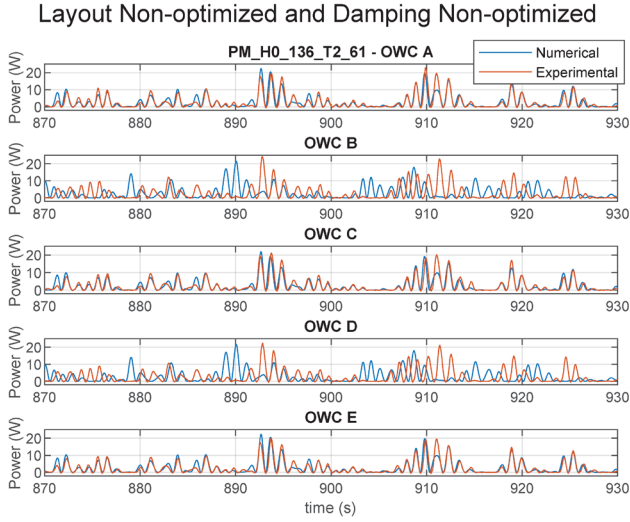 Layout Non-optimized and Damping Non-optimized
PM_H0_136_T2_61 - OWC A
Numerical
Experimental
Power (W)
20
10
0
870 880 890 900 910 920 930
OWC B
Power (W)
20
10
0
870 880 890 900 910 920 930
OWC C
Power (W)
20
10
0
870 880 890 900 910 920 930
OWC D
Power (W)
20
10
0
870 880 890 900 910 920 930
OWC E
Power (W)
20
10
0
870 880 890 900 910 920 930
time (s)